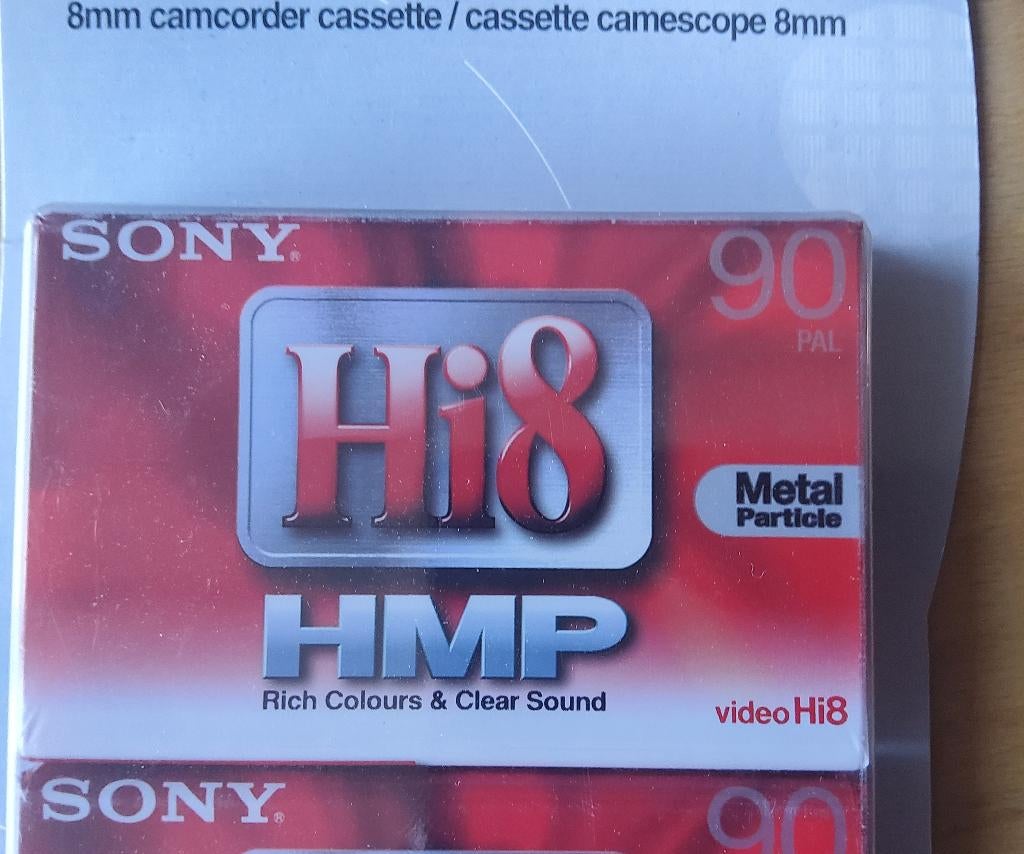 8mm camcorder cassette / cassette camescope 8mm
SONY®
90
PAL
Hi8
Metal
Particle
HMP
Rich Colours & Clear Sound
video Hi8
SONY®
90